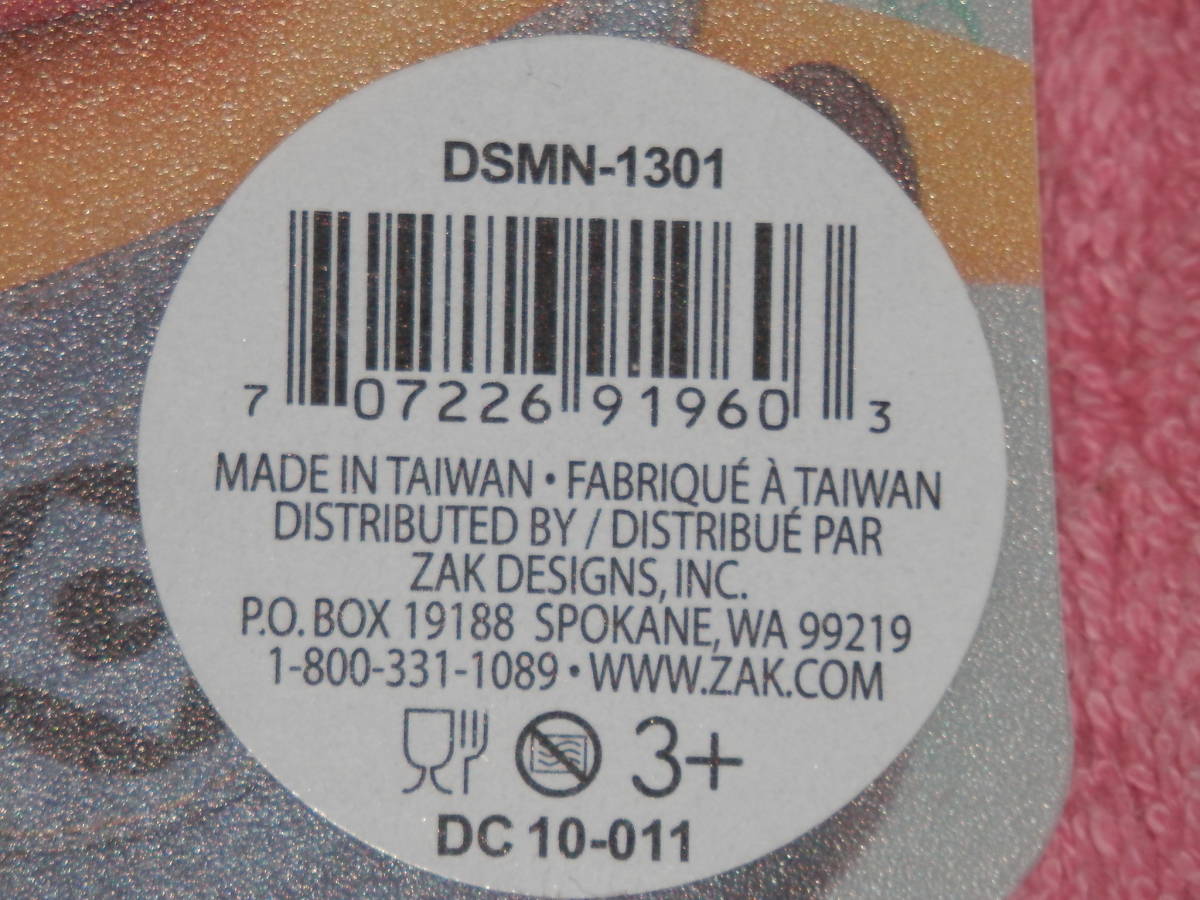 DSMN-1301
7 07226 91960 3
MADE IN TAIWAN • FABRIQUÉ À TAIWAN
DISTRIBUTED BY / DISTRIBUÉ PAR
ZAK DESIGNS, INC.
P.O. BOX 19188 SPOKANE, WA 99219
1-800-331-1089 • WWW.ZAK.COM
3+
DC 10-011